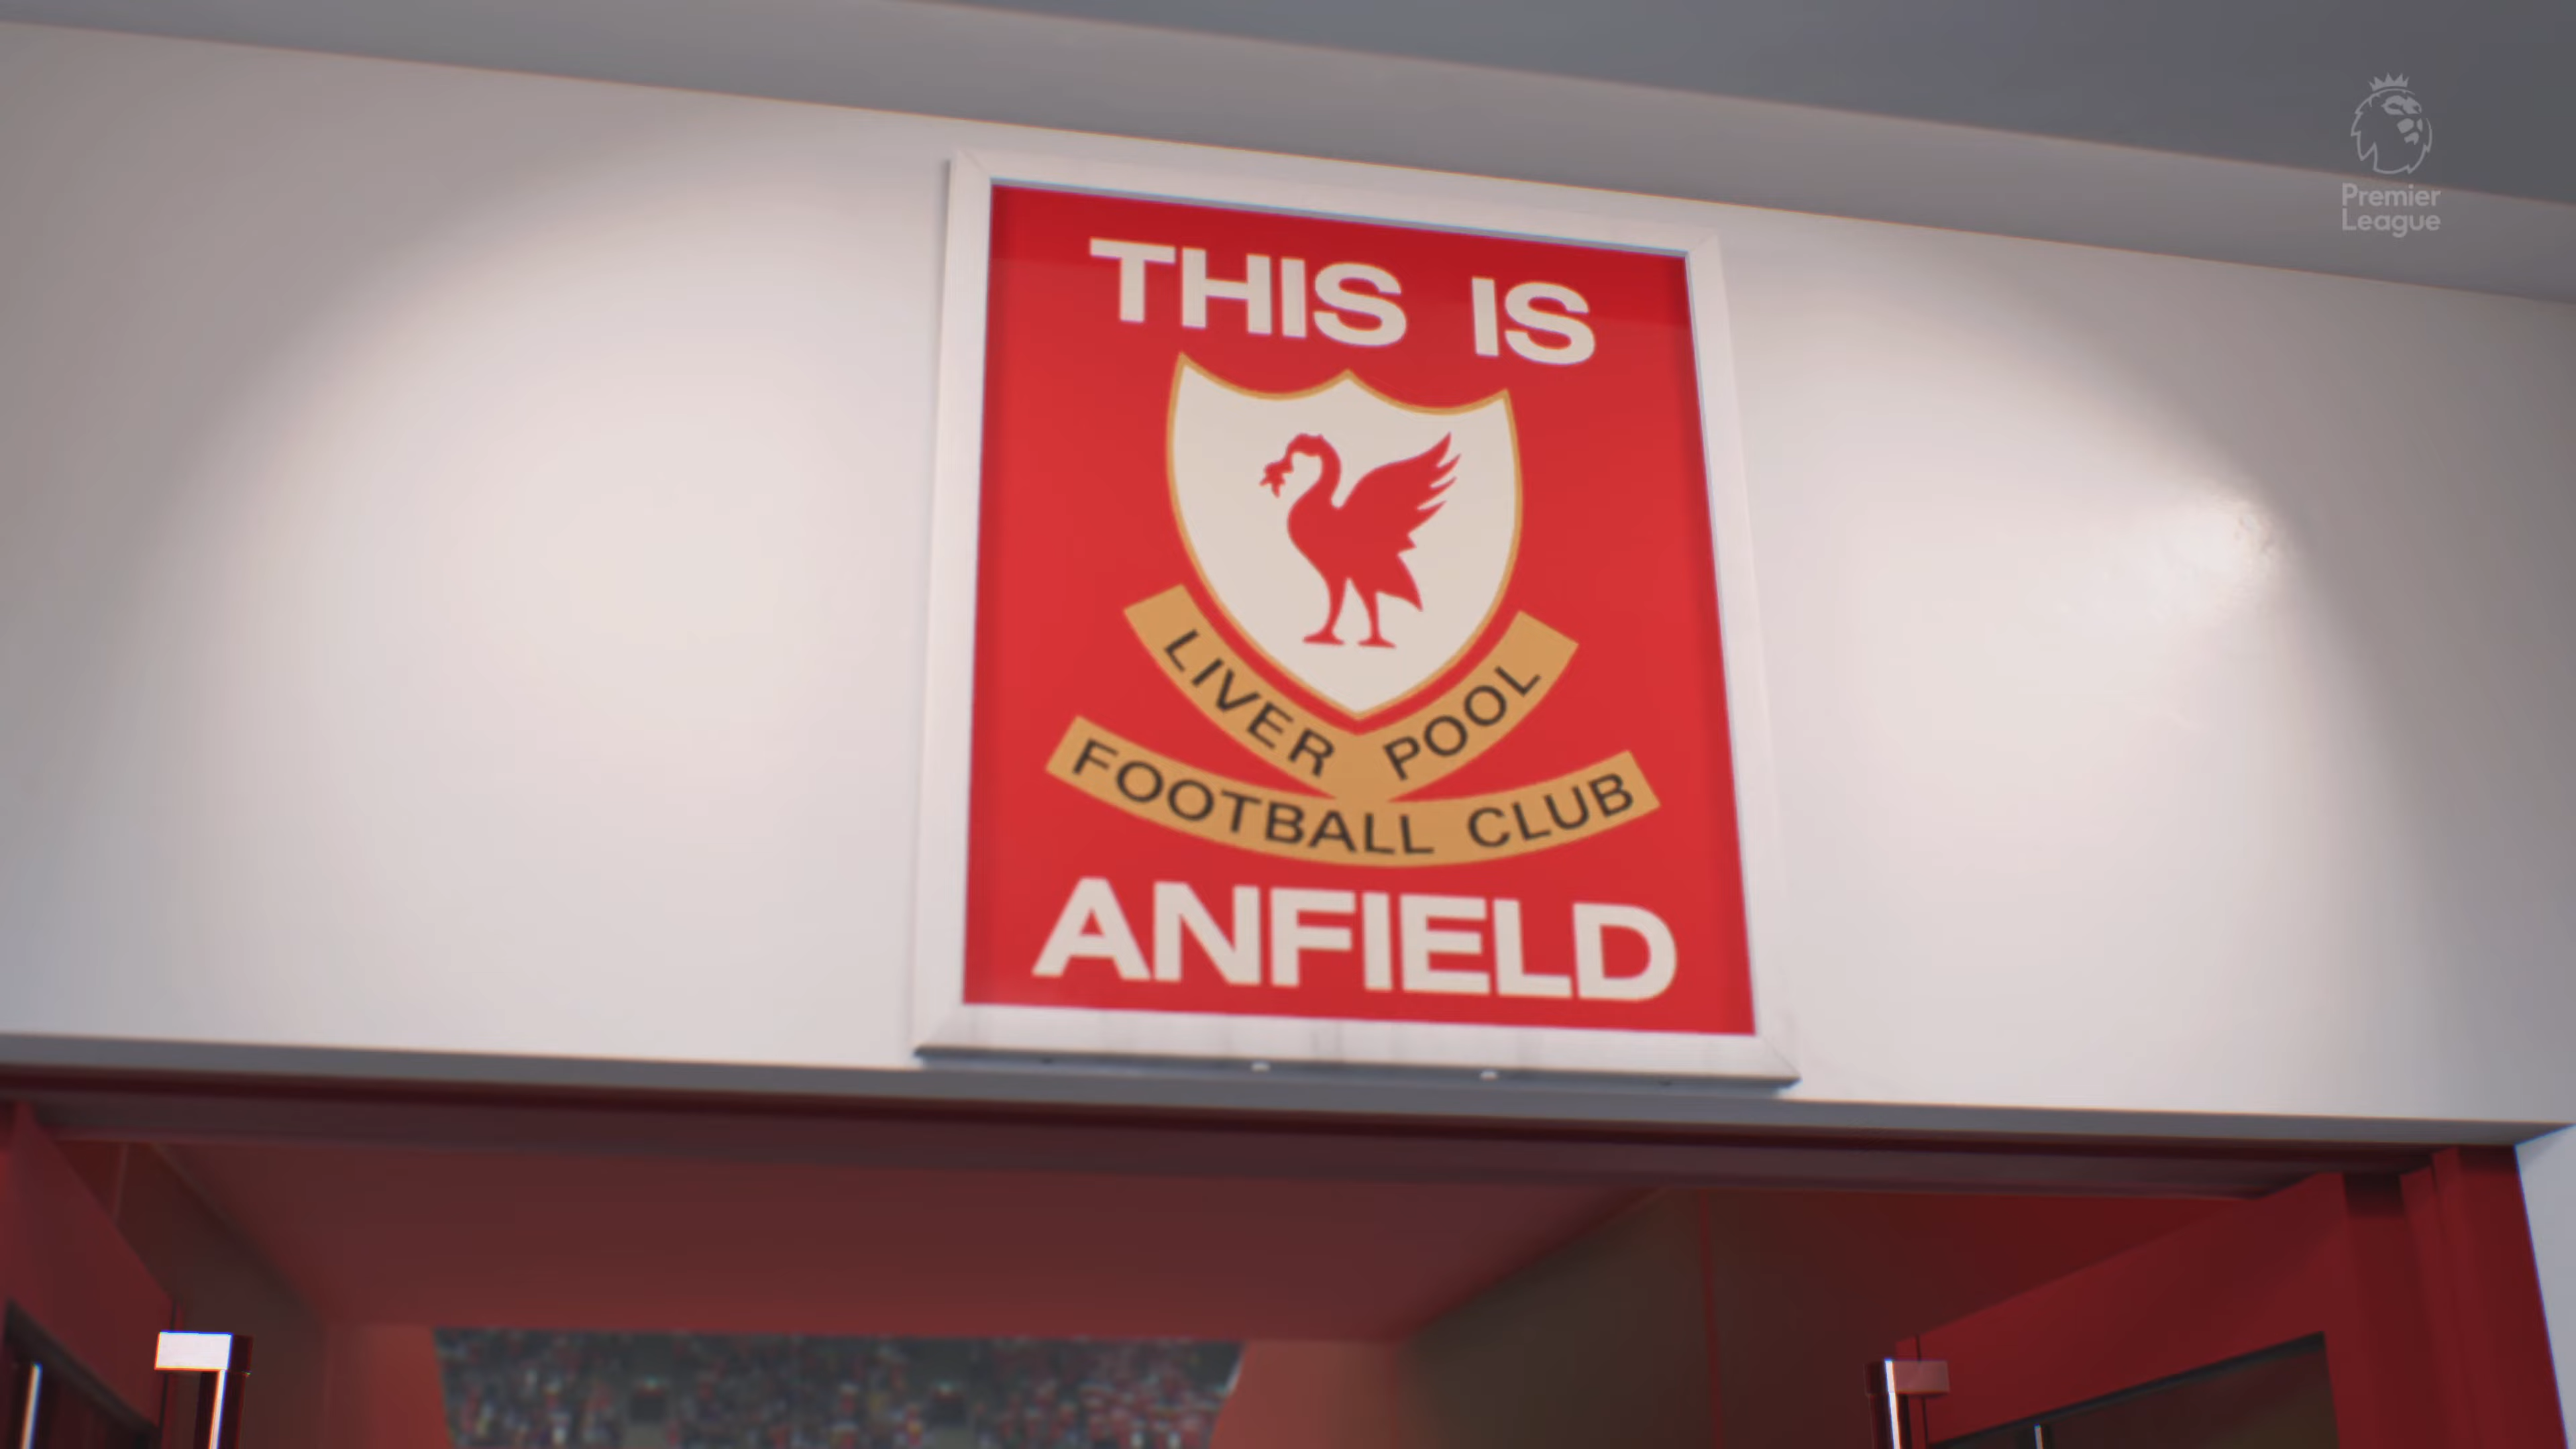 THIS IS
LIVER POOL
FOOTBALL CLUB
ANFIELD
Premier
League